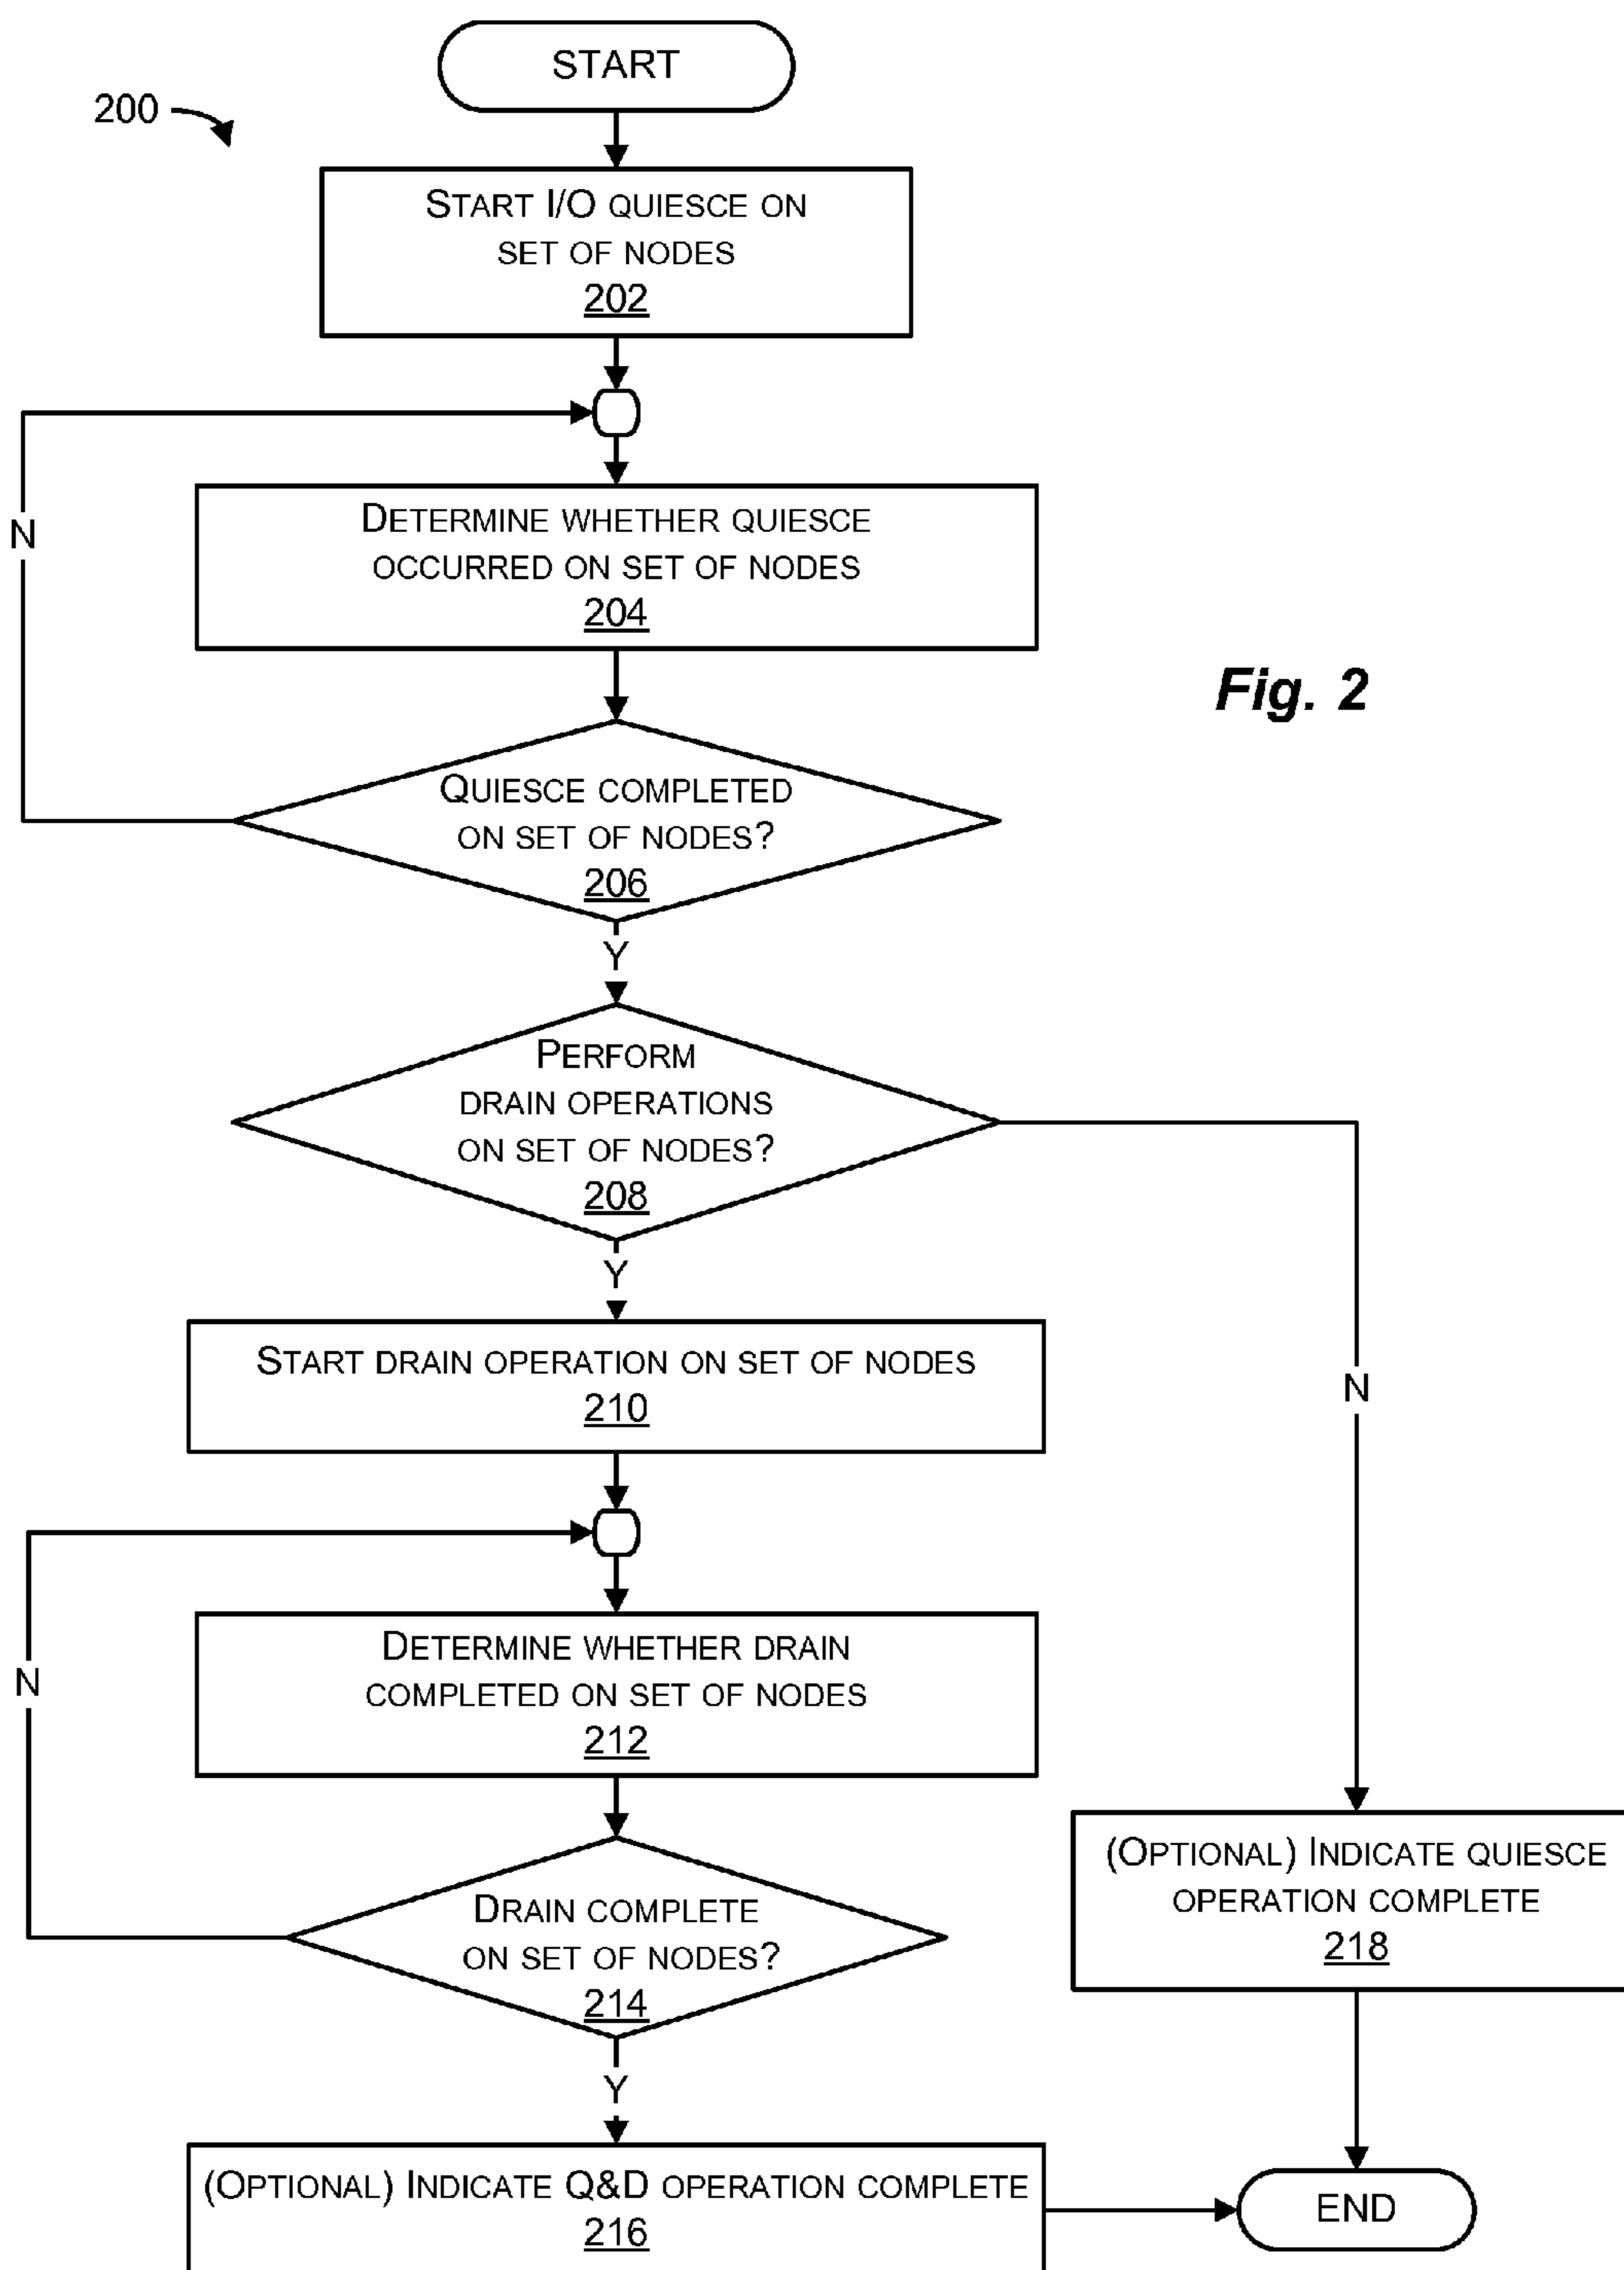 START
200
START I/O QUIESCE ON
SET OF NODES
202
DETERMINE WHETHER QUIESCE
OCCURRED ON SET OF NODES
204
N
Fig. 2
QUIESCE COMPLETED
ON SET OF NODES?
206
Y
PERFORM
DRAIN OPERATIONS
ON SET OF NODES?
208
Y
N
START DRAIN OPERATION ON SET OF NODES
210
DETERMINE WHETHER DRAIN
COMPLETED ON SET OF NODES
212
N
DRAIN COMPLETE
ON SET OF NODES?
214
Y
(OPTIONAL) INDICATE QUIESCE
OPERATION COMPLETE
218
(OPTIONAL) INDICATE Q&D OPERATION COMPLETE
216
END